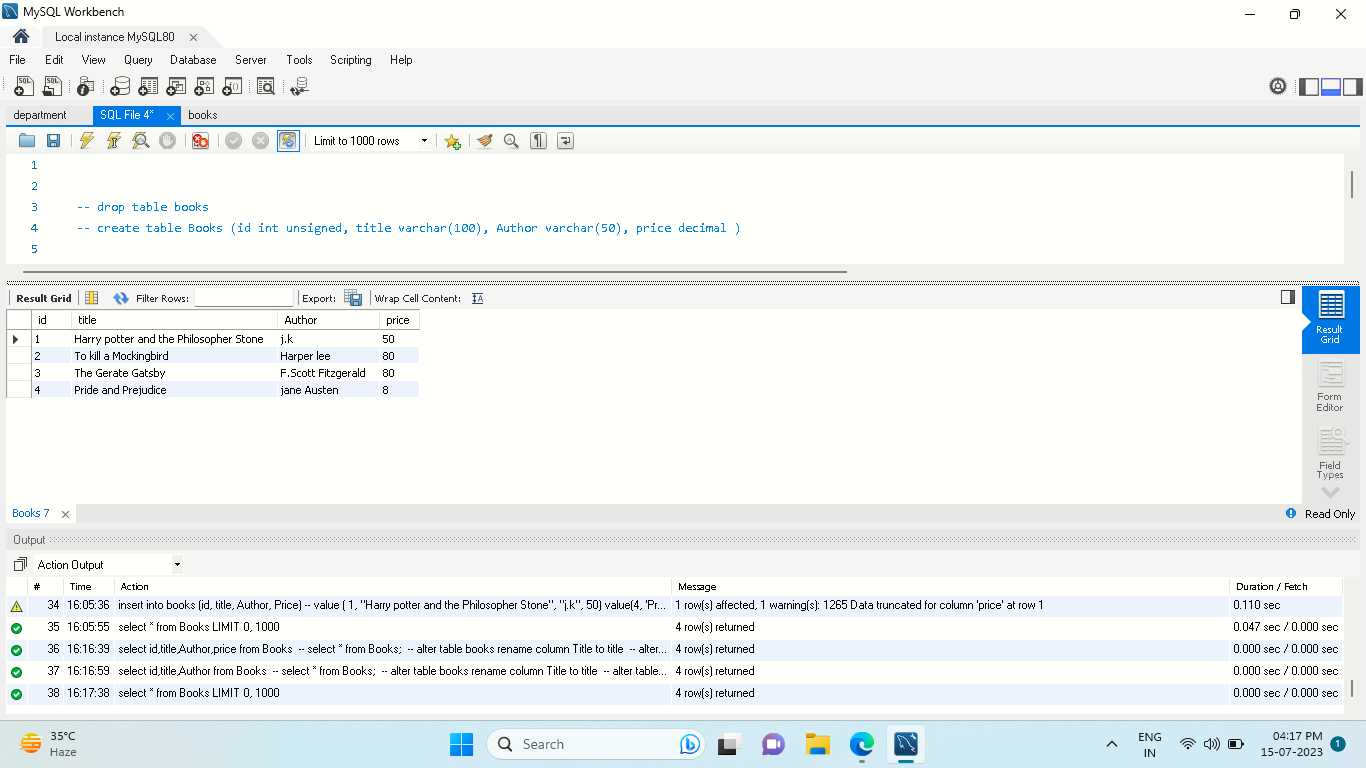 MySQL Workbench
Local instance MySQL80
File Edit View Query Database Server Tools Scripting Help
department SQL File 4* books
Limit to 1000 rows
1
2
3 -- drop table books
4 -- create table Books (id int unsigned, title varchar(100), Author varchar(50), price decimal )
5
Result Grid Filter Rows: Export: Wrap Cell Content:
id title Author price
1 Harry potter and the Philosopher Stone j.k 50
2 To kill a Mockingbird Harper lee 80
3 The Gerate Gatsby F.Scott Fitzgerald 80
4 Pride and Prejudice jane Austen 8
Result
Grid
Form
Editor
Field
Types
Books 7 Read Only
Output
Action Output
# Time Action Message Duration / Fetch
34 16:05:36 insert into books (id, title, Author, Price) -- value ( 1, "Harry potter and the Philosopher Stone", "j.k", 50) value(4, 'Pr... 1 row(s) affected, 1 warning(s): 1265 Data truncated for column 'price' at row 1 0.110 sec
35 16:05:55 select * from Books LIMIT 0, 1000 4 row(s) returned 0.047 sec / 0.000 sec
36 16:16:39 select id,title,Author,price from Books -- select * from Books; -- alter table books rename column Title to title -- alter... 4 row(s) returned 0.000 sec / 0.000 sec
37 16:16:59 select id,title,Author from Books -- select * from Books; -- alter table books rename column Title to title -- alter table... 4 row(s) returned 0.000 sec / 0.000 sec
38 16:17:38 select * from Books LIMIT 0, 1000 4 row(s) returned 0.000 sec / 0.000 sec
35°C
Haze
Search
ENG
IN
04:17 PM
15-07-2023
1